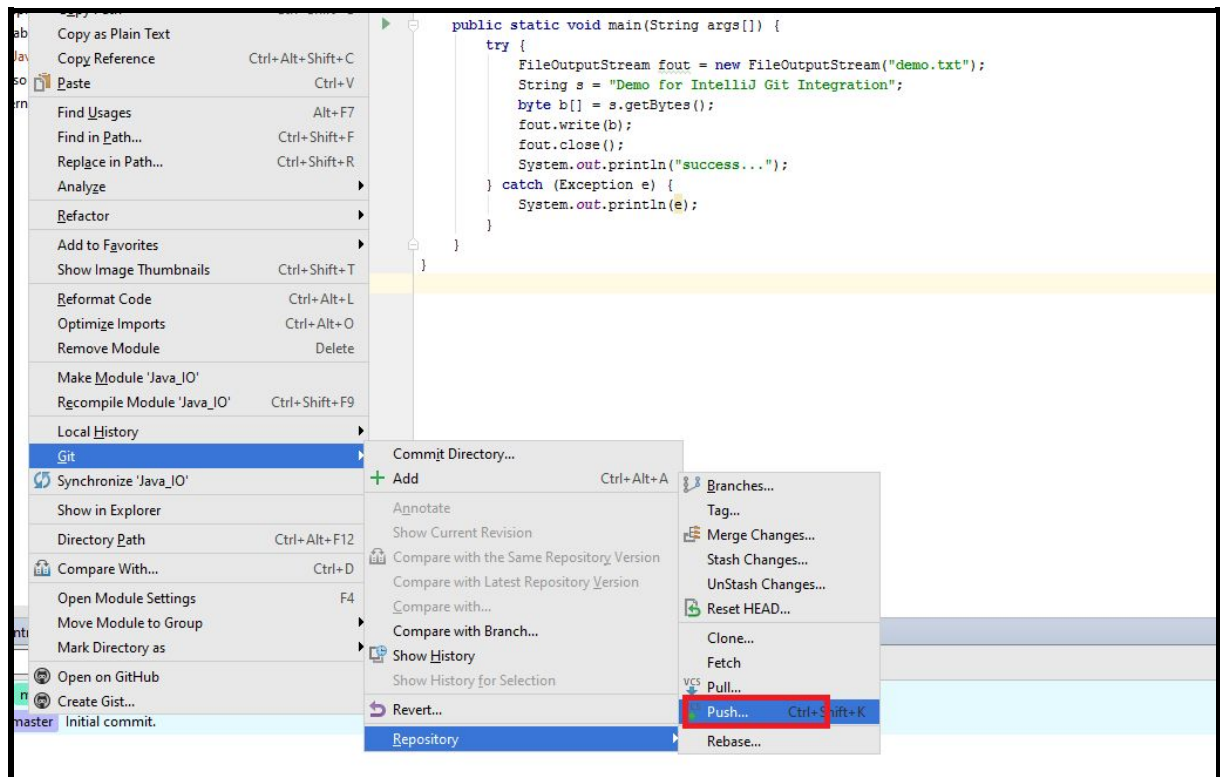 Copy as Plain Text
Copy Reference Ctrl+Alt+Shift+C
Paste Ctrl+V
Find Usages Alt+F7
Find in Path... Ctrl+Shift+F
Replace in Path... Ctrl+Shift+R
Analyze
Refactor
Add to Favorites
Show Image Thumbnails Ctrl+Shift+T
Reformat Code Ctrl+Alt+L
Optimize Imports Ctrl+Alt+O
Remove Module Delete
Make Module 'Java_IO'
Recompile Module 'Java_IO' Ctrl+Shift+F9
Local History
Git
Synchronize 'Java_IO'
Show in Explorer
Directory Path Ctrl+Alt+F12
Compare With... Ctrl+D
Open Module Settings F4
Move Module to Group
Mark Directory as
Open on GitHub
Create Gist...
master Initial commit.
public static void main(String args[]) {
try {
FileOutputStream fout = new FileOutputStream("demo.txt");
String s = "Demo for IntelliJ Git Integration";
byte b[] = s.getBytes();
fout.write(b);
fout.close();
System.out.println("success...");
} catch (Exception e) {
System.out.println(e);
}
}
}
Commit Directory...
Add Ctrl+Alt+A
Annotate
Show Current Revision
Compare with the Same Repository Version
Compare with Latest Repository Version
Compare with...
Compare with Branch...
Show History
Show History for Selection
Revert...
Repository
Branches...
Tag...
Merge Changes...
Stash Changes...
UnStash Changes...
Reset HEAD...
Clone...
Fetch
VCS Pull...
Push... Ctrl+Shift+K
Rebase...